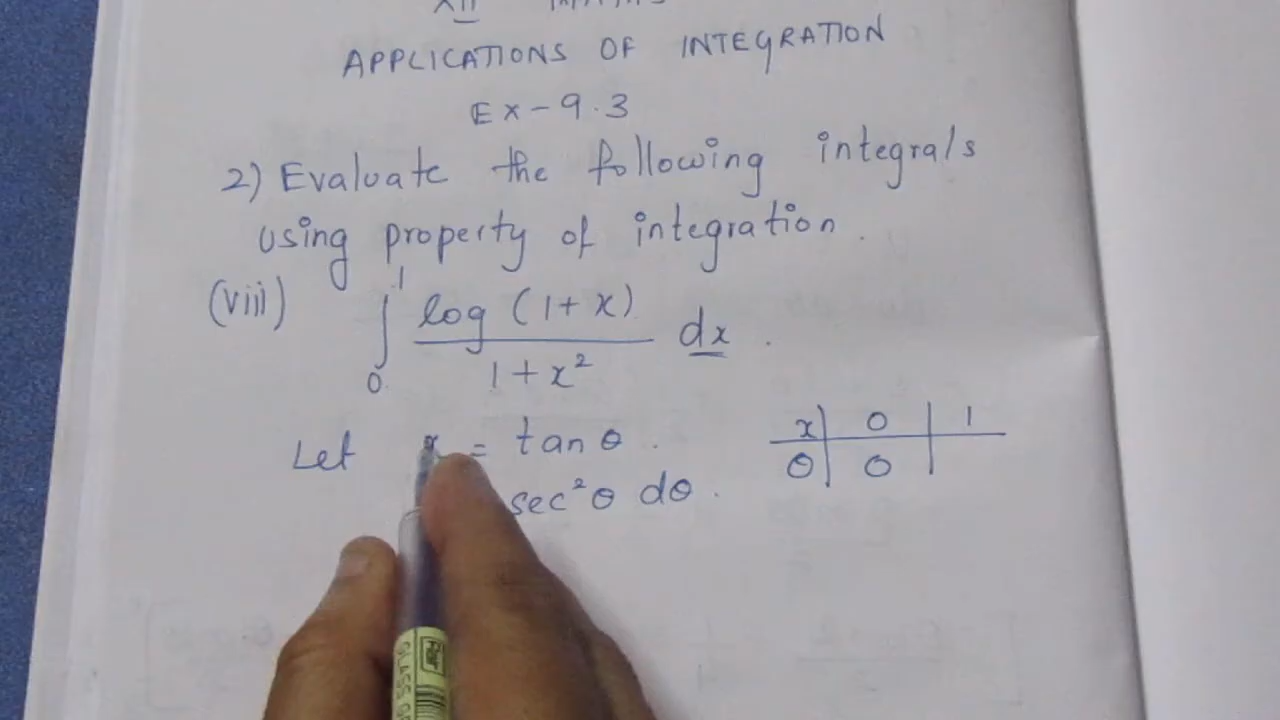 XII
APPLICATIONS OF INTEGRATION
Ex-9.3
2) Evaluate the following integrals
using property of integration.
(viii) ∫₀¹ log (1+x) / 1+x² dx.
Let x = tan θ.
sec²θ dθ.
x | 0 | 1
θ | 0 |